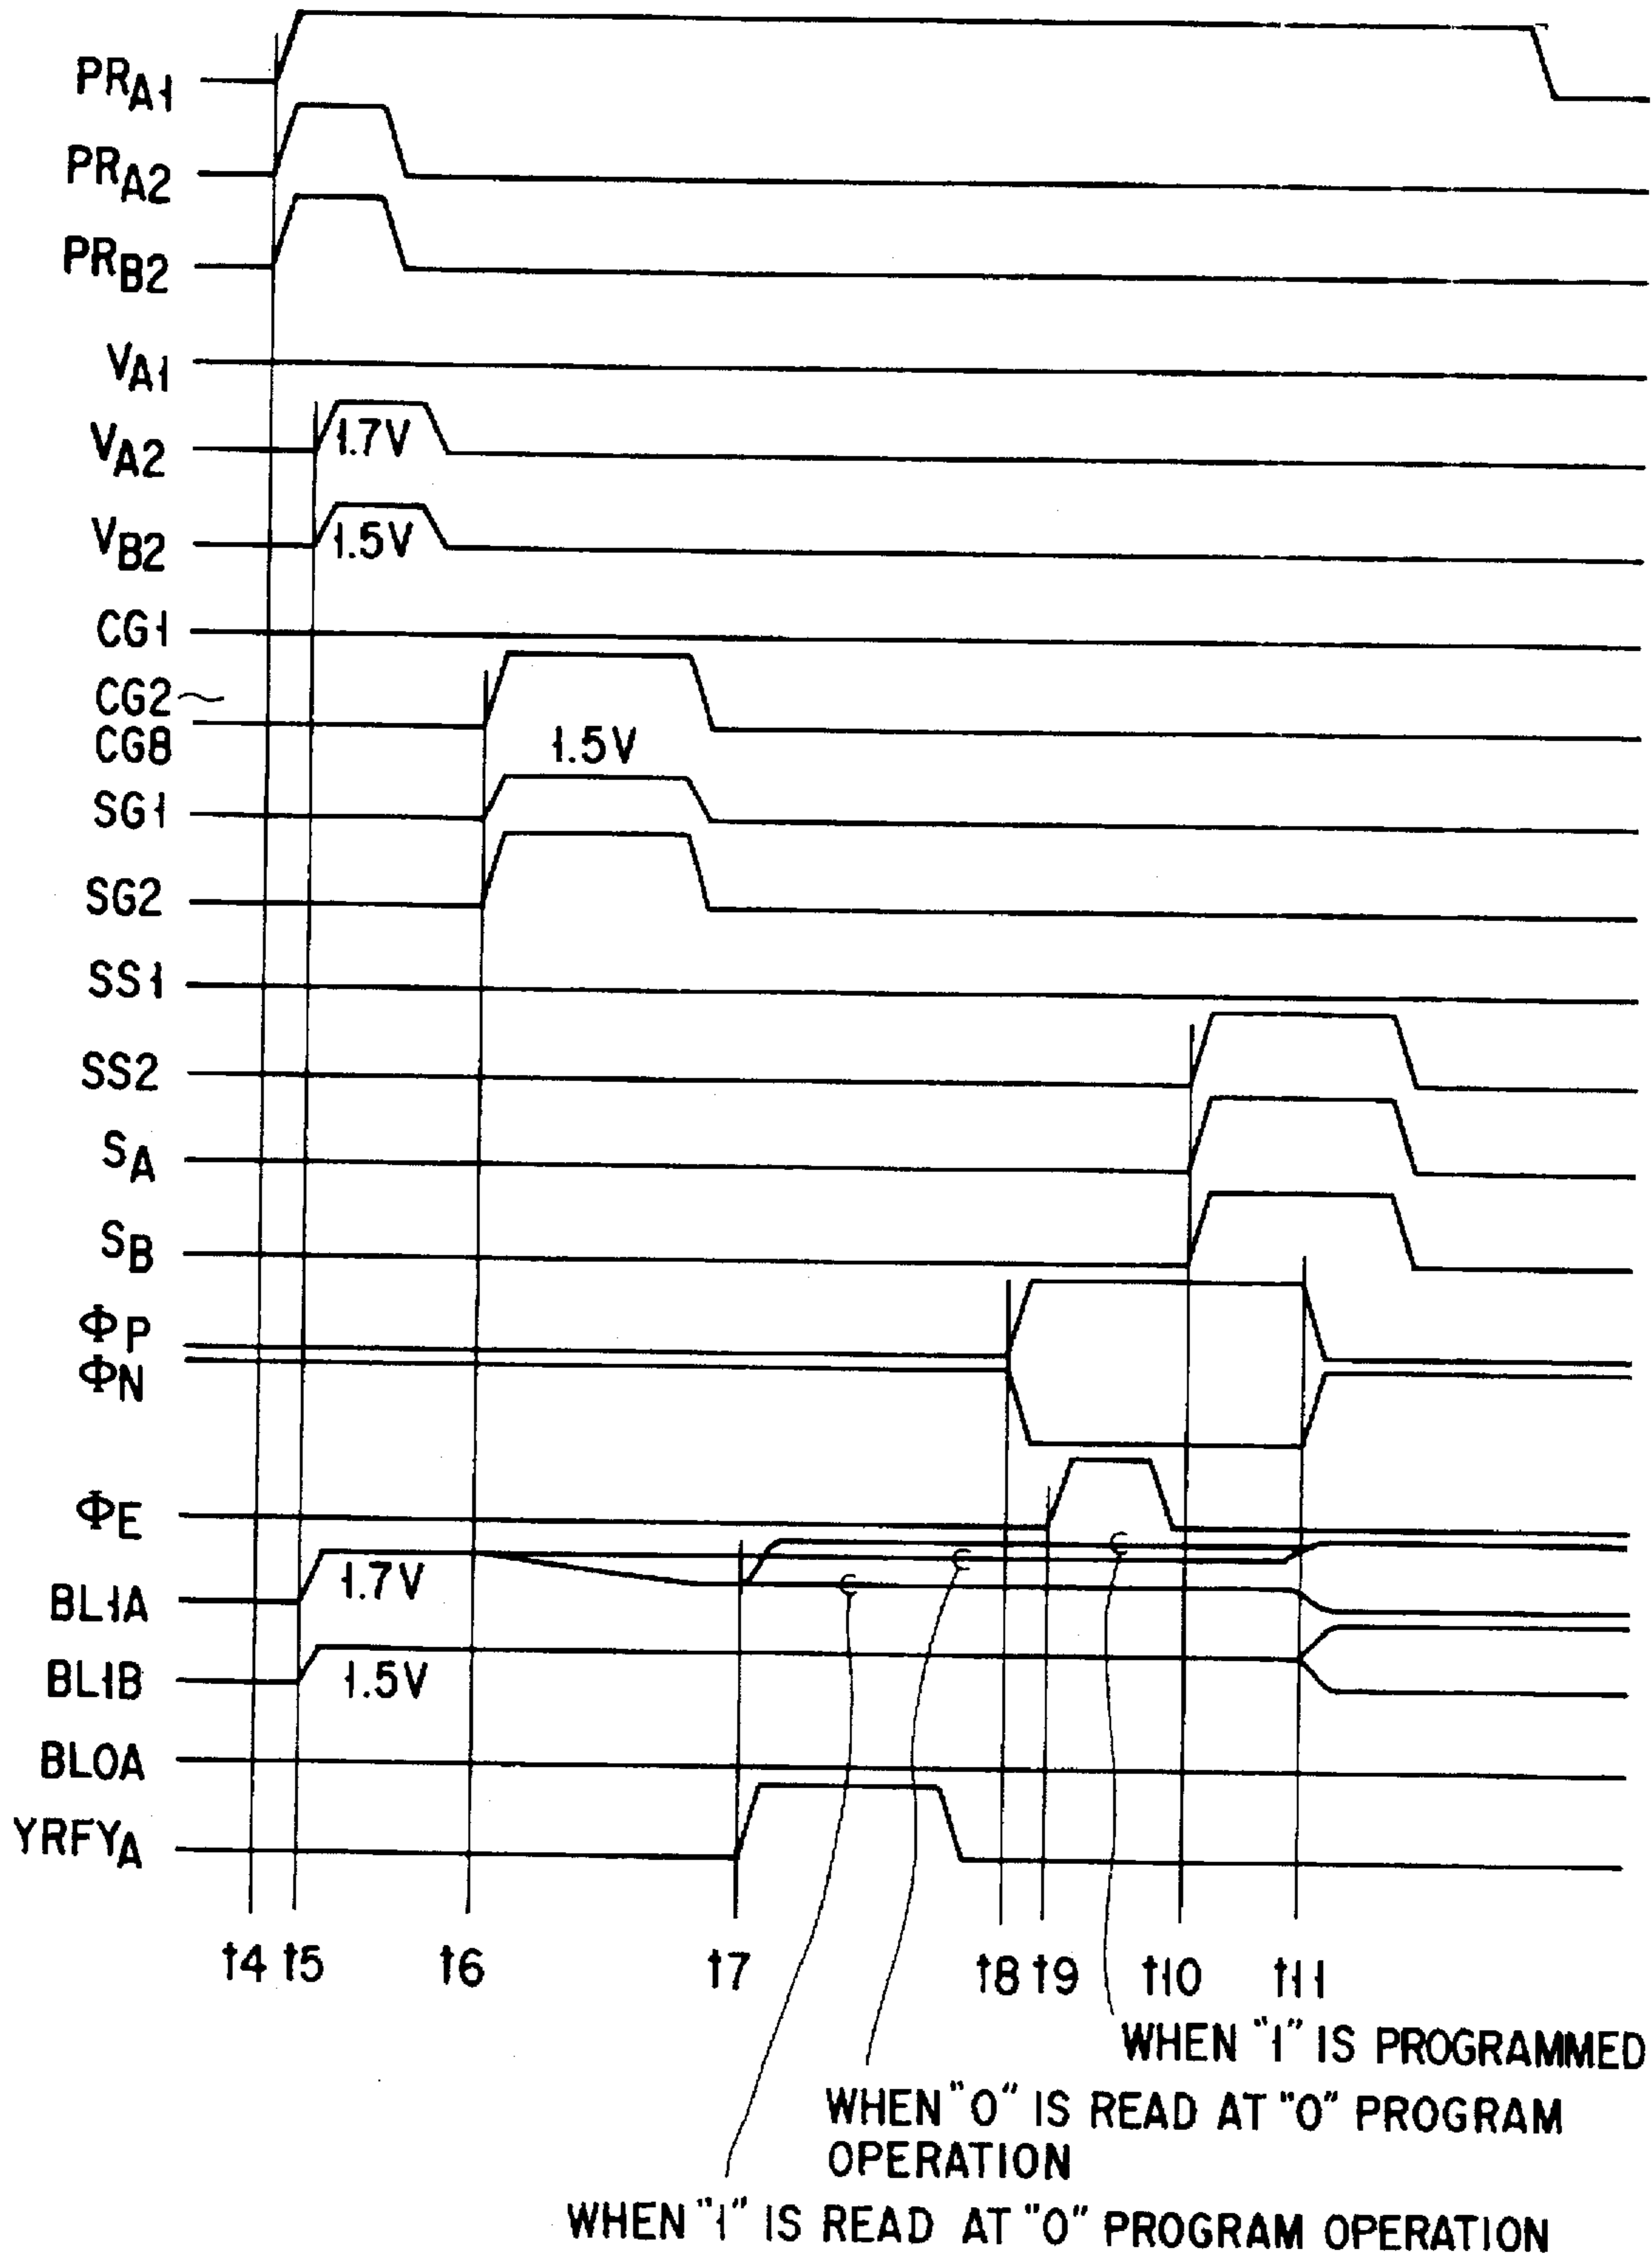 PRA1
PRA2
PRB2
VA1
VA2
1.7V
VB2
1.5V
CG1
CG2~
CG8
1.5V
SG1
SG2
SS1
SS2
SA
SB
ΦP
ΦN
ΦE
BL1A
1.7V
BL1B
1.5V
BL0A
YRFYA
t4 t5 t6 t7 t8 t9 t10 t11
WHEN "1" IS PROGRAMMED
WHEN "0" IS READ AT "0" PROGRAM
OPERATION
WHEN "1" IS READ AT "0" PROGRAM OPERATION